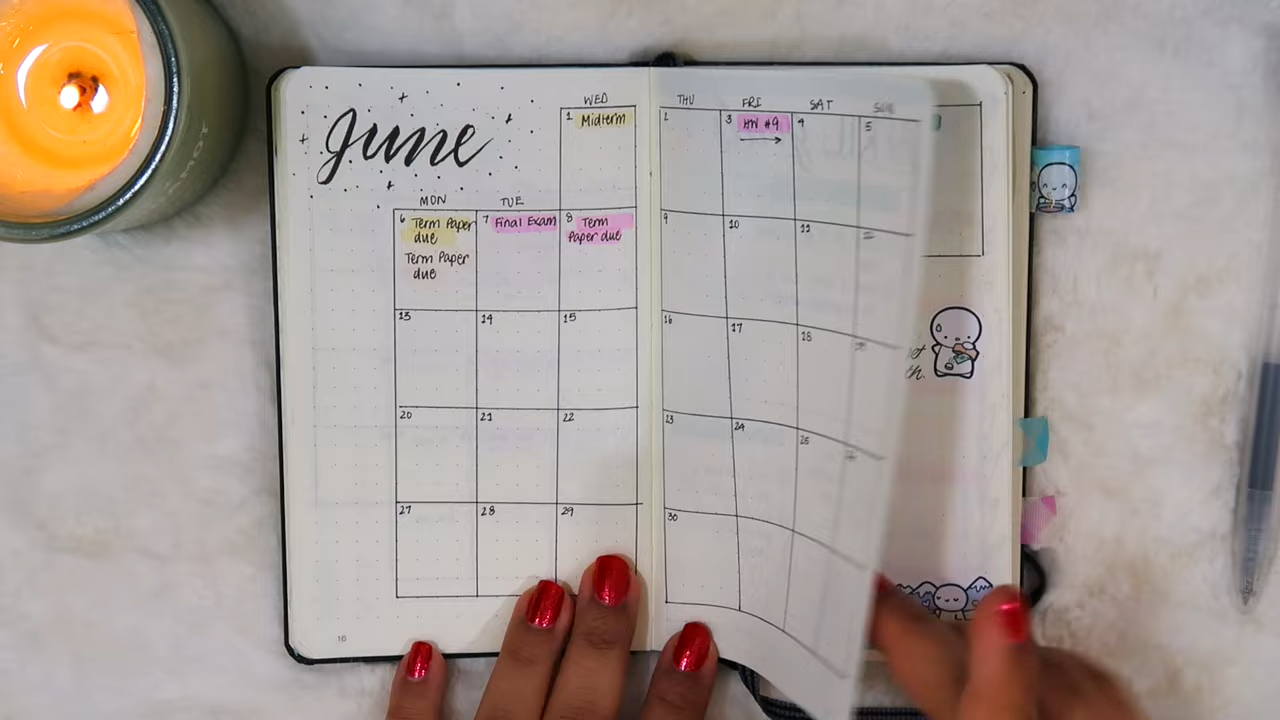 June
WED
THU
FRI
SAT
1 Midterm
3 HW #9
4
5
MON
TUE
6 Term Paper
due
Term Paper
due
7 Final Exam
8 Term
Paper due
9
10
11
13
14
15
16
17
18
20
21
22
23
24
25
27
28
29
30
16